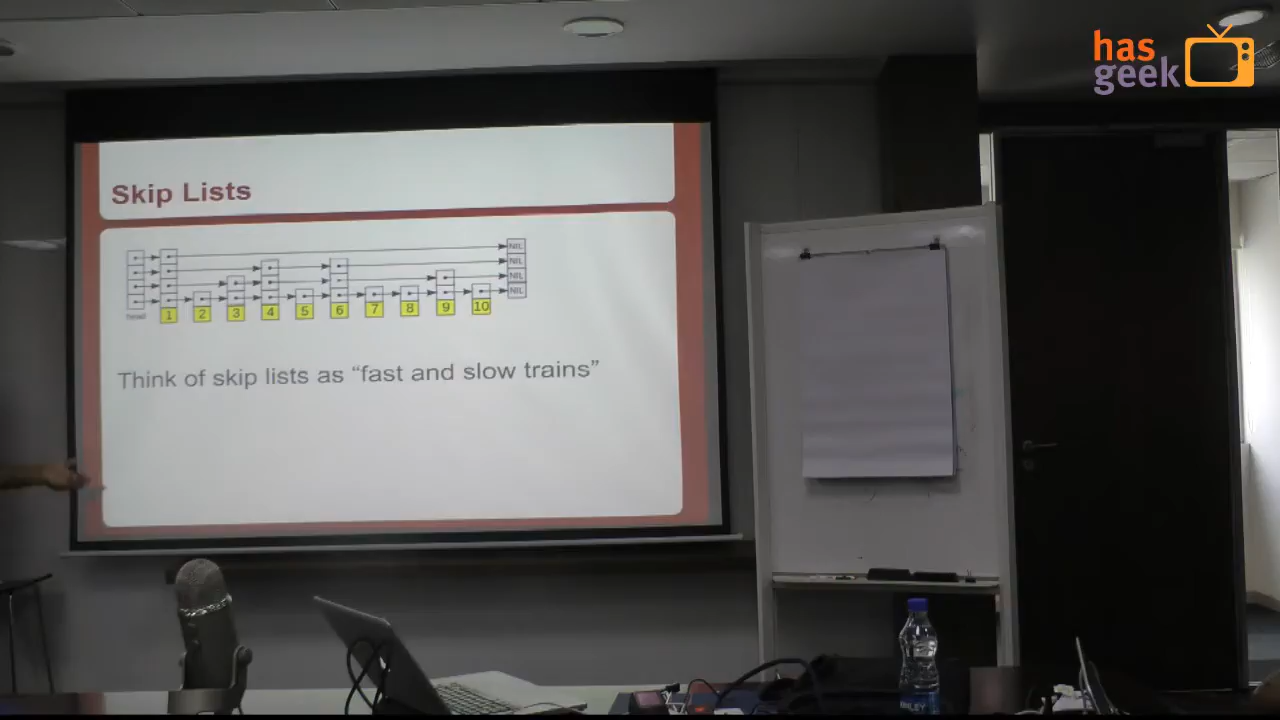 has
geek
Skip Lists
NIL
NIL
NIL
NIL
head
1 2 3 4 5 6 7 8 9 10
Think of skip lists as “fast and slow trains”